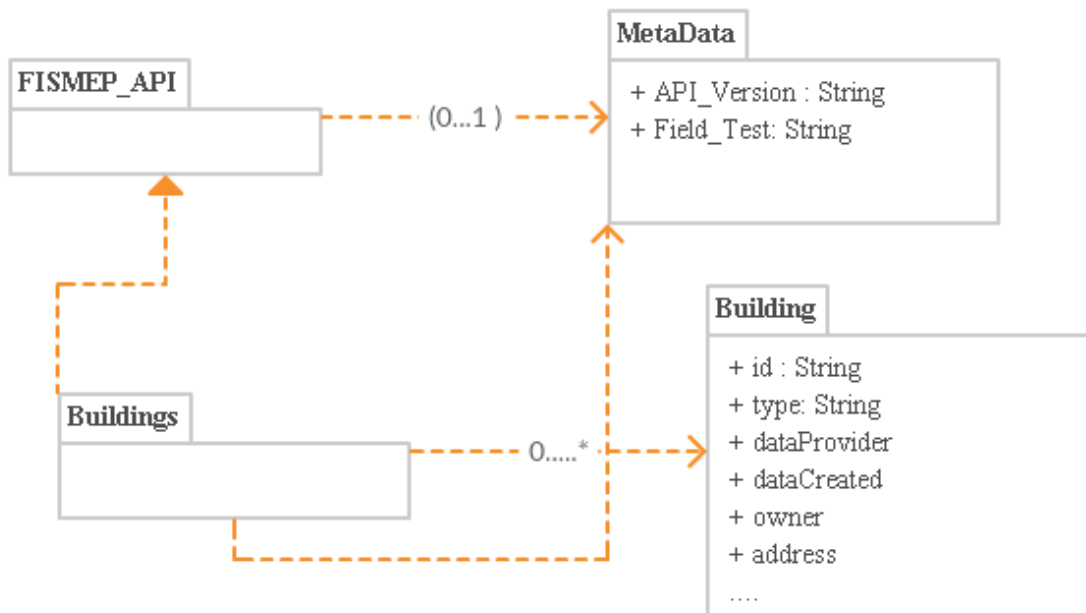 MetaData
+ API_Version : String
+ Field_Test: String
FISMEP_API
(0...1 )
Building
+ id : String
+ type: String
+ dataProvider
+ dataCreated
+ owner
+ address
....
Buildings
0.....*